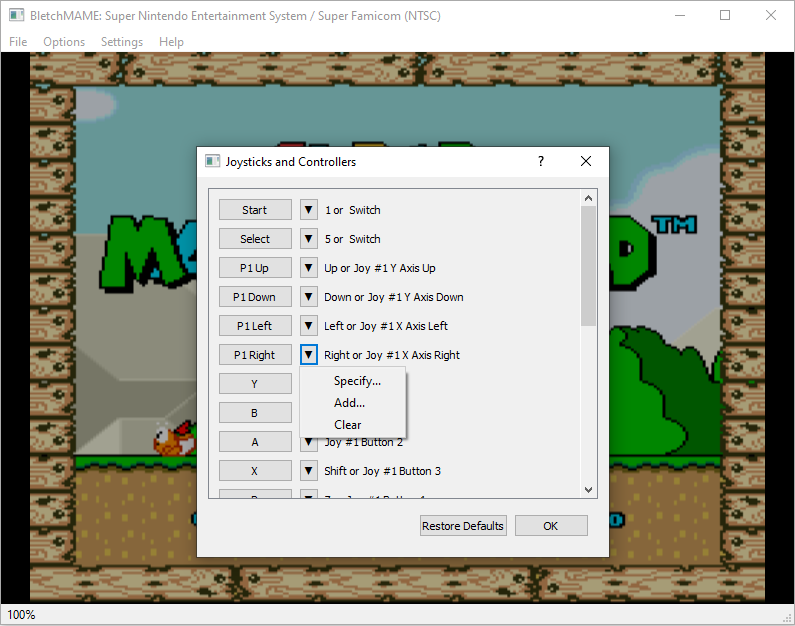 BletchMAME: Super Nintendo Entertainment System / Super Famicom (NTSC)
File Options Settings Help
TM
Joysticks and Controllers ?
Start 1 or Switch
Select 5 or Switch
P1 Up Up or Joy #1 Y Axis Up
P1 Down Down or Joy #1 Y Axis Down
P1 Left Left or Joy #1 X Axis Left
P1 Right Right or Joy #1 X Axis Right
Y
Specify...
B
Add...
Clear
A Joy #1 Button 2
X Shift or Joy #1 Button 3
Restore Defaults OK
100%